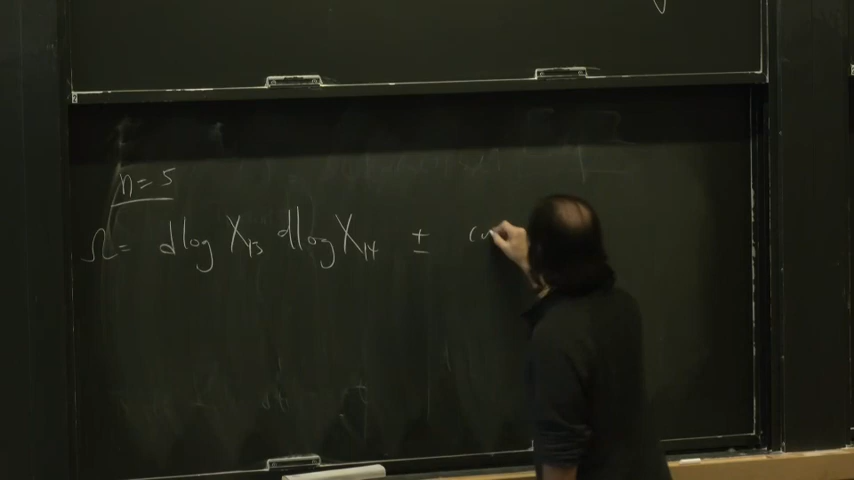 n=5
Ω = dlog X₁₃ dlog X₁₄ ±